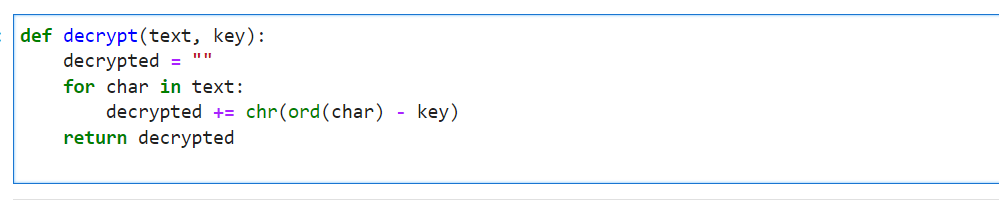 def decrypt(text, key):
    decrypted = ""
    for char in text:
        decrypted += chr(ord(char) - key)
    return decrypted